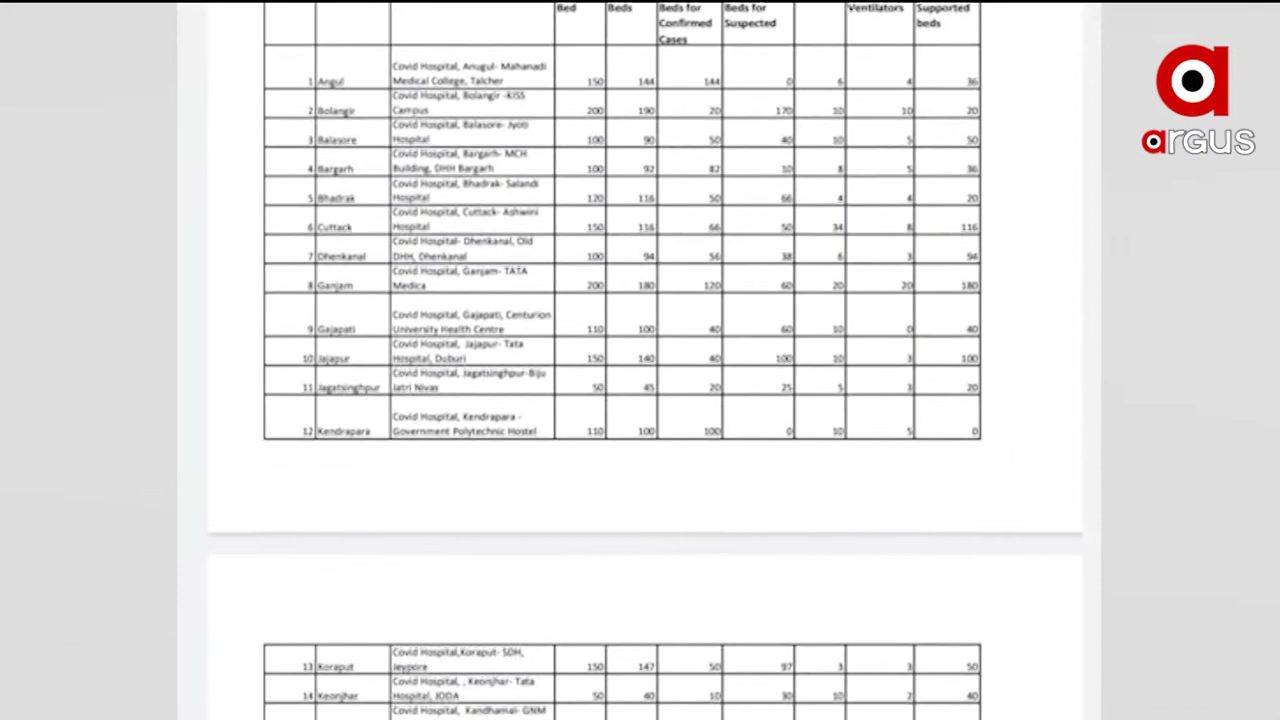 Bed Beds Beds for Beds for Ventilators Supported
Confirmed Suspected beds
Cases
Covid Hospital, Anugul- Mahanadi
1 Angul Medical College, Talcher 150 144 144 0 6 4 36
Covid Hospital, Bolangir -KISS
2 Bolangir Campus 200 190 20 170 10 10 20
Covid Hospital, Balasore- Jyoti
3 Balasore Hospital 100 90 50 40 10 5 50
Covid Hospital, Bargarh- MCH
4 Bargarh Building, DHH Bargarh 100 92 82 10 8 5 36
Covid Hospital, Bhadrak- Salandi
5 Bhadrak Hospital 120 116 50 66 4 4 20
Covid Hospital, Cuttack- Ashwini
6 Cuttack Hospital 150 116 66 50 34 8 116
Covid Hospital- Dhenkanal, Old
7 Dhenkanal DHH, Dhenkanal 100 94 56 38 6 3 94
Covid Hospital, Ganjam- TATA
8 Ganjam Medica 200 180 120 60 20 20 180
Covid Hospital, Gajapati, Centurion
9 Gajapati University Health Centre 110 100 40 60 10 0 40
Covid Hospital, Jajapur- Tata
10 Jajapur Hospital, Duburi 150 140 40 100 10 3 100
Covid Hospital, Jagatsinghpur-Biju
11 Jagatsinghpur Jatri Nivas 50 45 20 25 5 3 20
Covid Hospital, Kendrapara -
12 Kendrapara Government Polytechnic Hostel 110 100 100 0 10 5 0
Covid Hospital,Koraput- SDH,
13 Koraput Jeypore 150 147 50 97 3 3 50
Covid Hospital, , Keonjhar- Tata
14 Keonjhar Hospital, JODA 50 40 10 30 10 2 40
Covid Hospital, Kandhamal- GNM
a
argus